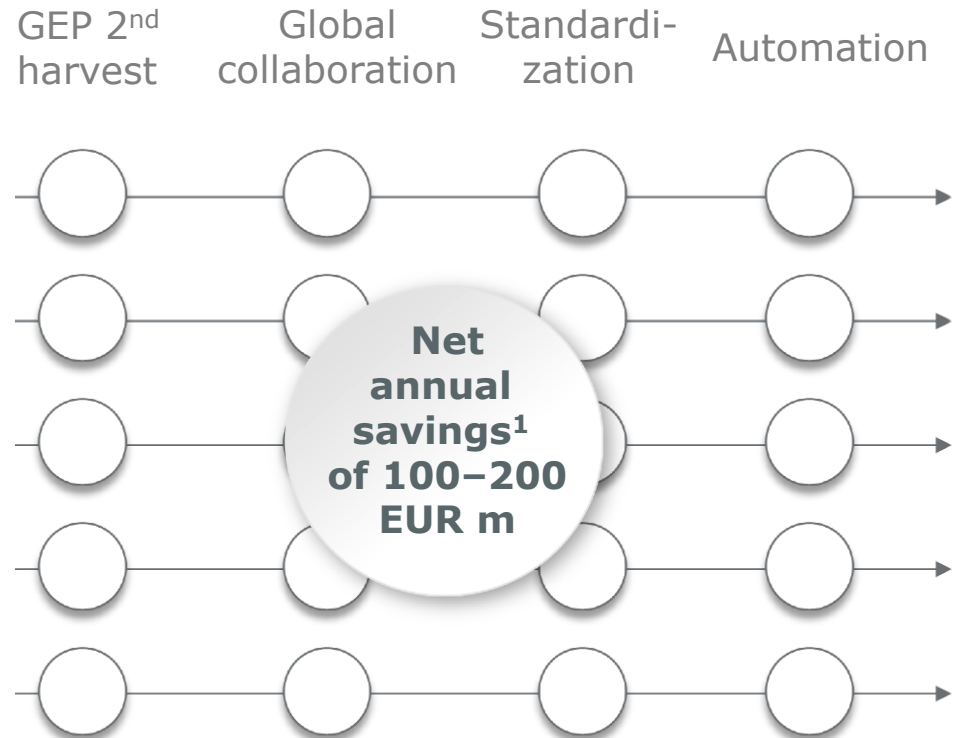 GEP 2nd
harvest
Global
collaboration
Standardi-
zation
Automation
Net
annual
savings1
of 100–200
EUR m